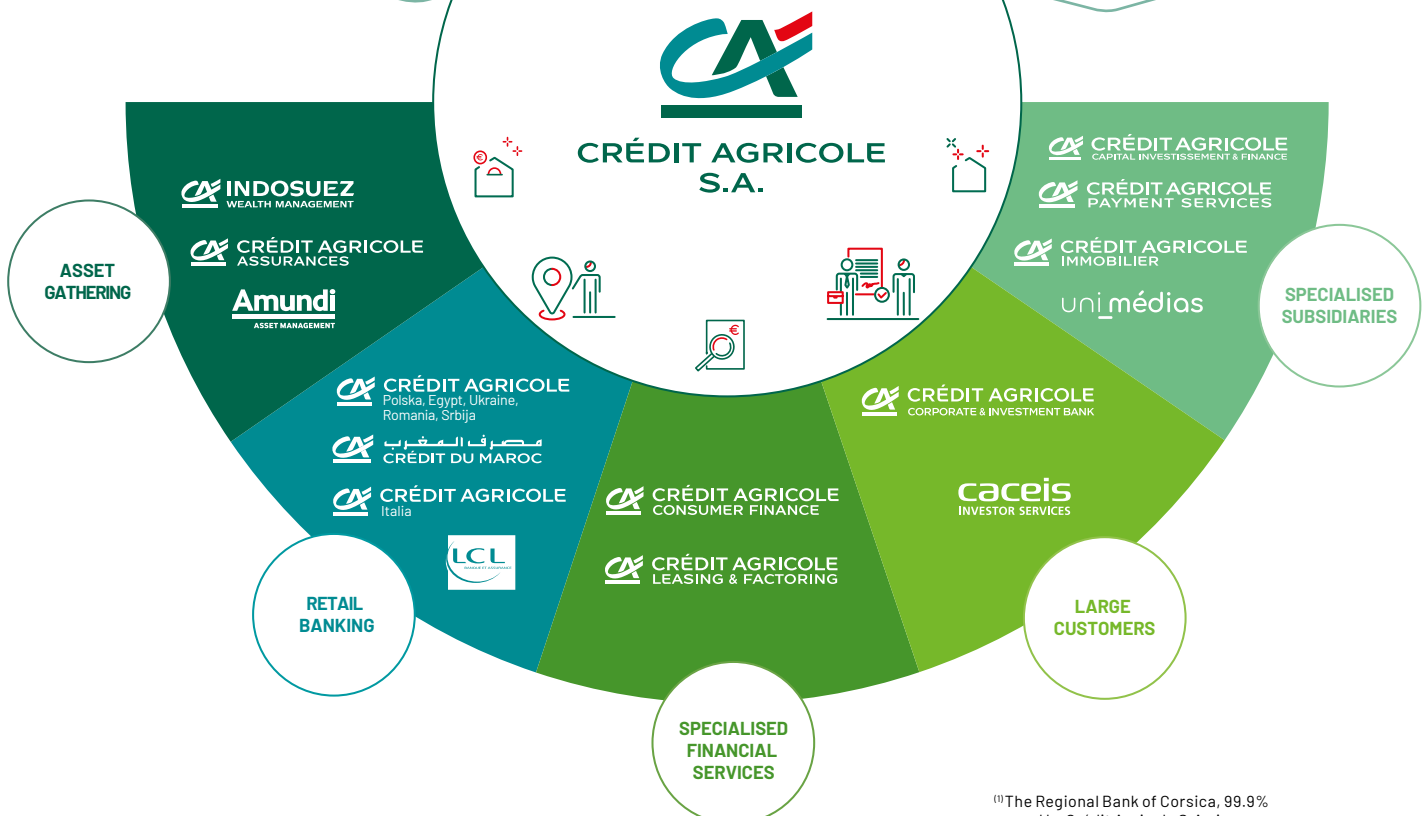 CRÉDIT AGRICOLE
S.A.
ASSET
GATHERING
INDOSUEZ
WEALTH MANAGEMENT
CRÉDIT AGRICOLE
ASSURANCES
Amundi
ASSET MANAGEMENT
RETAIL
BANKING
CRÉDIT AGRICOLE
Polska, Egypt, Ukraine,
Romania, Srbija
مصرف المغرب
CRÉDIT DU MAROC
CRÉDIT AGRICOLE
Italia
LCL
BANQUE ET ASSURANCE
SPECIALISED
FINANCIAL
SERVICES
CRÉDIT AGRICOLE
CONSUMER FINANCE
CRÉDIT AGRICOLE
LEASING & FACTORING
LARGE
CUSTOMERS
CRÉDIT AGRICOLE
CORPORATE & INVESTMENT BANK
caceis
INVESTOR SERVICES
SPECIALISED
SUBSIDIARIES
CRÉDIT AGRICOLE
CAPITAL INVESTISSEMENT & FINANCE
CRÉDIT AGRICOLE
PAYMENT SERVICES
CRÉDIT AGRICOLE
IMMOBILIER
uni_médias
(1) The Regional Bank of Corsica, 99.9%